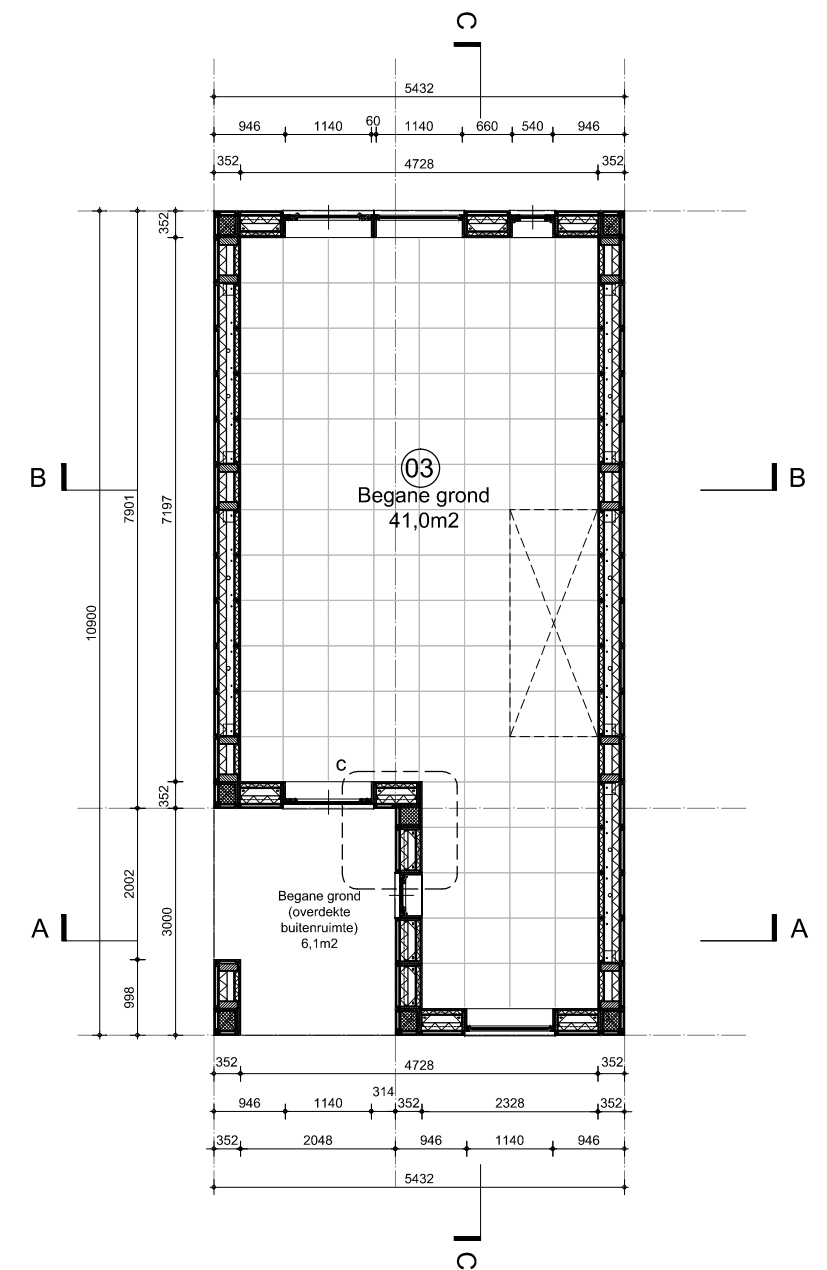 C
5432
946 1140 60 1140 660 540 946
352 4728 352
352
03
Begane grond
41,0m2
B B
7901
7197
10900
c
352
Begane grond
(overdekte
buitenruimte)
6,1m2
2002
3000
A A
998
352 4728 352
946 1140 314 352 2328 352
352 2048 946 1140 946
5432
C